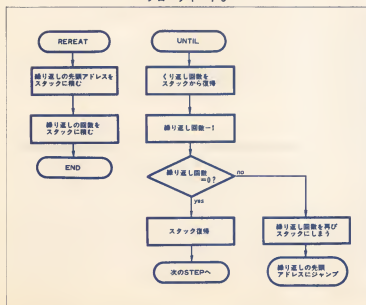 REREAT
繰り返しの先頭アドレスを
スタックに積む
繰り返しの回数を
スタックに積む
END
UNTIL
くり返し回数を
スタックから復帰
繰り返し回数−1
繰り返し回数
=0?
no
yes
スタック復帰
次のSTEPへ
繰り返し回数を再び
スタックにしまう
繰り返しの先頭
アドレスにジャンプ